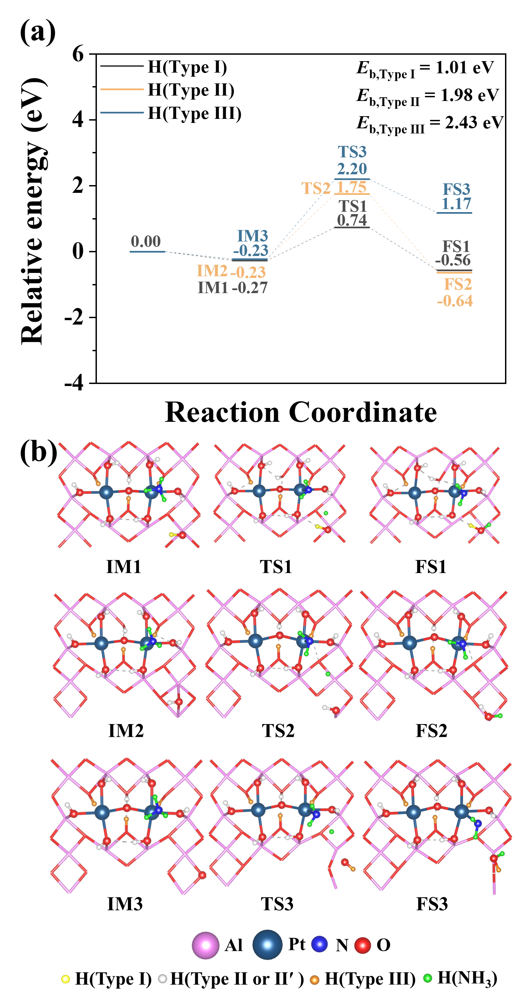 (a)
Relative energy (eV)
6
4
2
0
-2
-4
H(Type I)
H(Type II)
H(Type III)
E_b,Type I = 1.01 eV
E_b,Type II = 1.98 eV
E_b,Type III = 2.43 eV
TS3
2.20
TS2 1.75
TS1
0.74
FS3
1.17
0.00
IM3
-0.23
IM2 -0.23
IM1 -0.27
FS1
-0.56
FS2
-0.64
Reaction Coordinate
(b)
IM1 TS1 FS1
IM2 TS2 FS2
IM3 TS3 FS3
Al Pt N O
H(Type I) H(Type II or II′ ) H(Type III) H(NH₃)